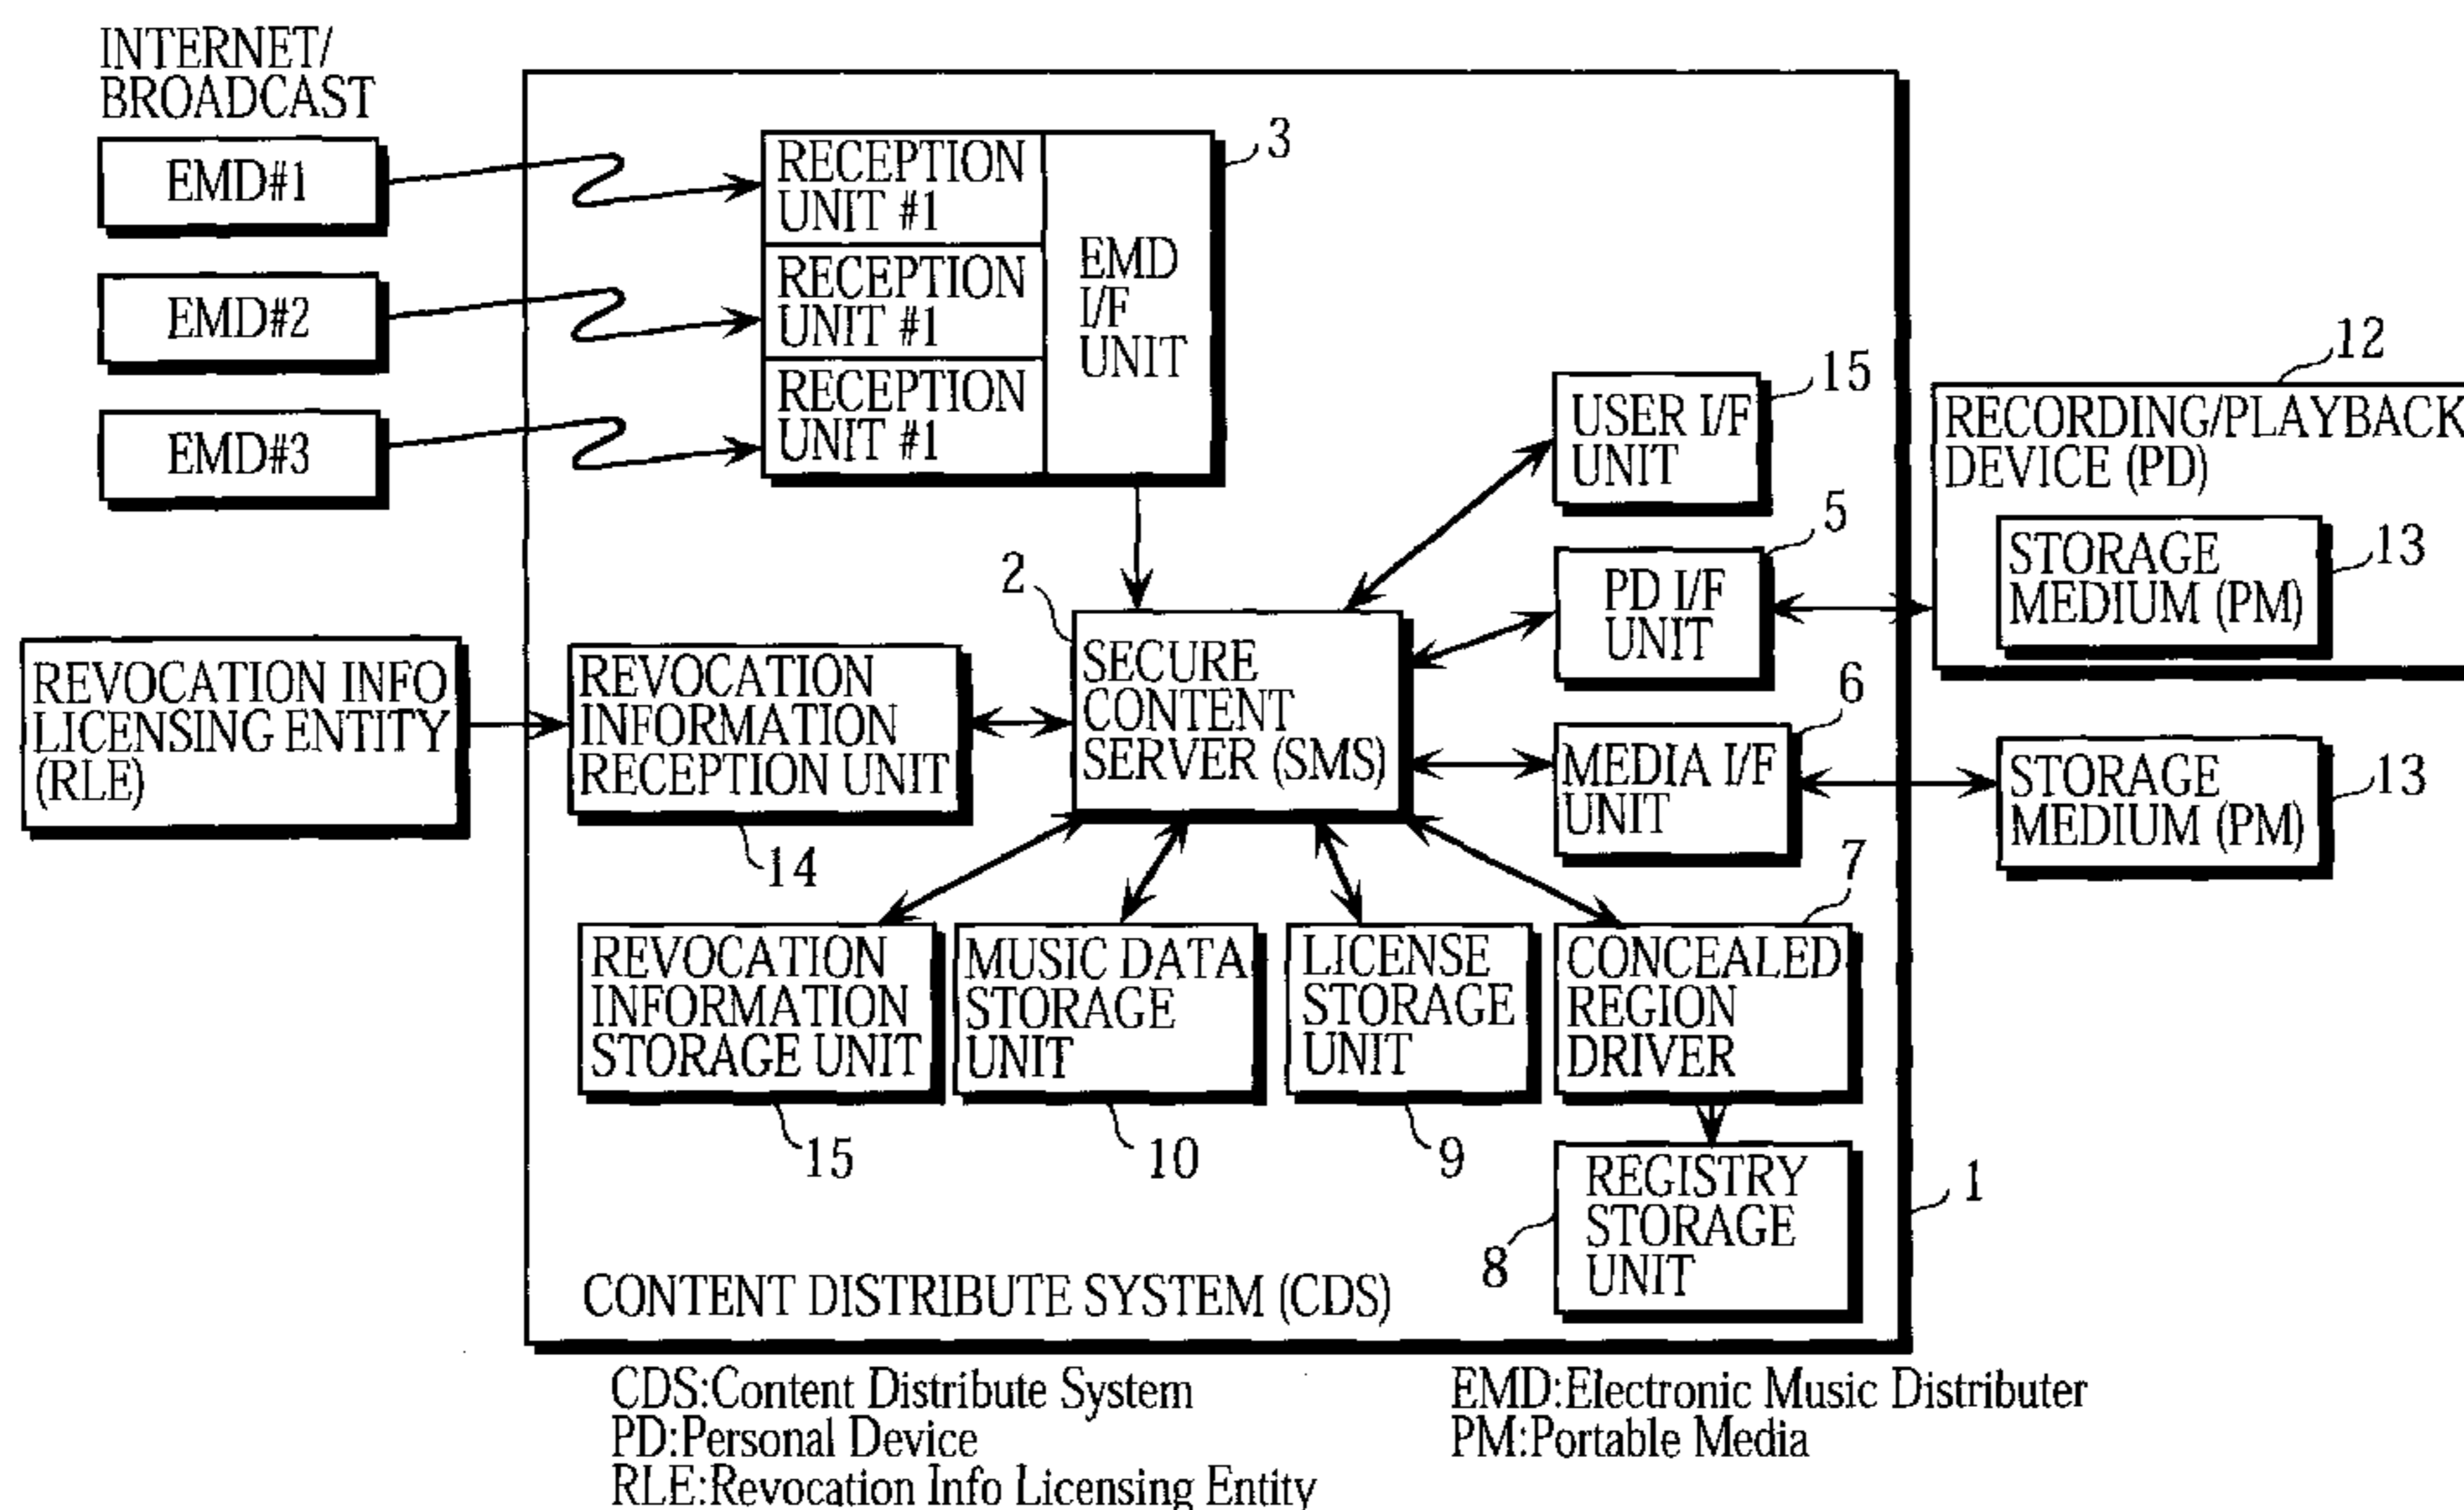 INTERNET/
BROADCAST
EMD#1
EMD#2
EMD#3
RECEPTION
UNIT #1
RECEPTION
UNIT #1
RECEPTION
UNIT #1
EMD
I/F
UNIT
3
USER I/F
UNIT
15
12
RECORDING/PLAYBACK
DEVICE (PD)
STORAGE
MEDIUM (PM)
13
PD I/F
UNIT
5
2
SECURE
CONTENT
SERVER (SMS)
REVOCATION INFO
LICENSING ENTITY
(RLE)
REVOCATION
INFORMATION
RECEPTION UNIT
14
MEDIA I/F
UNIT
6
STORAGE
MEDIUM (PM)
13
REVOCATION
INFORMATION
STORAGE UNIT
15
MUSIC DATA
STORAGE
UNIT
10
LICENSE
STORAGE
UNIT
9
CONCEALED
REGION
DRIVER
7
REGISTRY
STORAGE
UNIT
8
1
CONTENT DISTRIBUTE SYSTEM (CDS)
CDS:Content Distribute System
PD:Personal Device
RLE:Revocation Info Licensing Entity
EMD:Electronic Music Distributer
PM:Portable Media